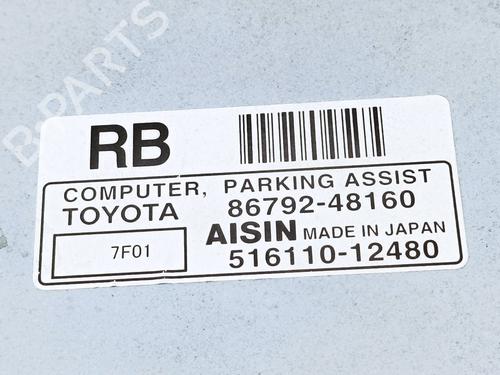 RB
COMPUTER, PARKING ASSIST
TOYOTA 86792-48160
7F01
AISIN MADE IN JAPAN
516110-12480
B-PARTS